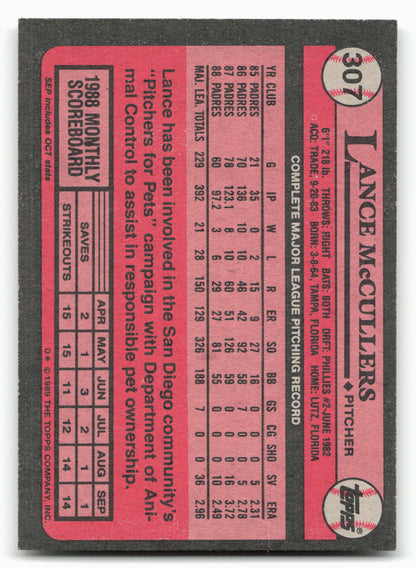 307
LANCE McCULLERS
◆PITCHER
TOPPS®
6'1" 218 lb. THROWS: RIGHT BATS: BOTH DRFT: PHILLIES #2-JUNE 1982
ACQ: TRADE, 9-20-83 BORN: 3-8-64, TAMPA, FLORIDA HOME: LUTZ, FLORIDA
COMPLETE MAJOR LEAGUE PITCHING RECORD
YR CLUB G IP W L R ER SO BB GS CG SHO SV ERA
85 PADRES 21 35 0 2 15 9 27 16 0 0 0 5 2.31
86 PADRES 70 136 10 10 46 42 92 58 7 0 0 5 2.78
87 PADRES 78 123.1 8 10 60 51 126 59 0 0 0 16 3.72
88 PADRES 60 97.2 3 6 29 27 81 55 0 0 0 10 2.49
MAJ. LEA. TOTALS 229 392 21 28 150 129 326 188 7 0 0 36 2.96
Lance has been involved in the San Diego community's
"Pitchers for Pets" campaign with Department of Ani-
mal Control to assist in responsible pet ownership.
1988 MONTHLY
SCOREBOARD
SEP includes OCT stats
APR MAY JUN JUL AUG SEP
SAVES 2 1 3 2 1 1
STRIKEOUTS 15 15 11 12 14 14
D* ©1989 THE TOPPS COMPANY, INC.